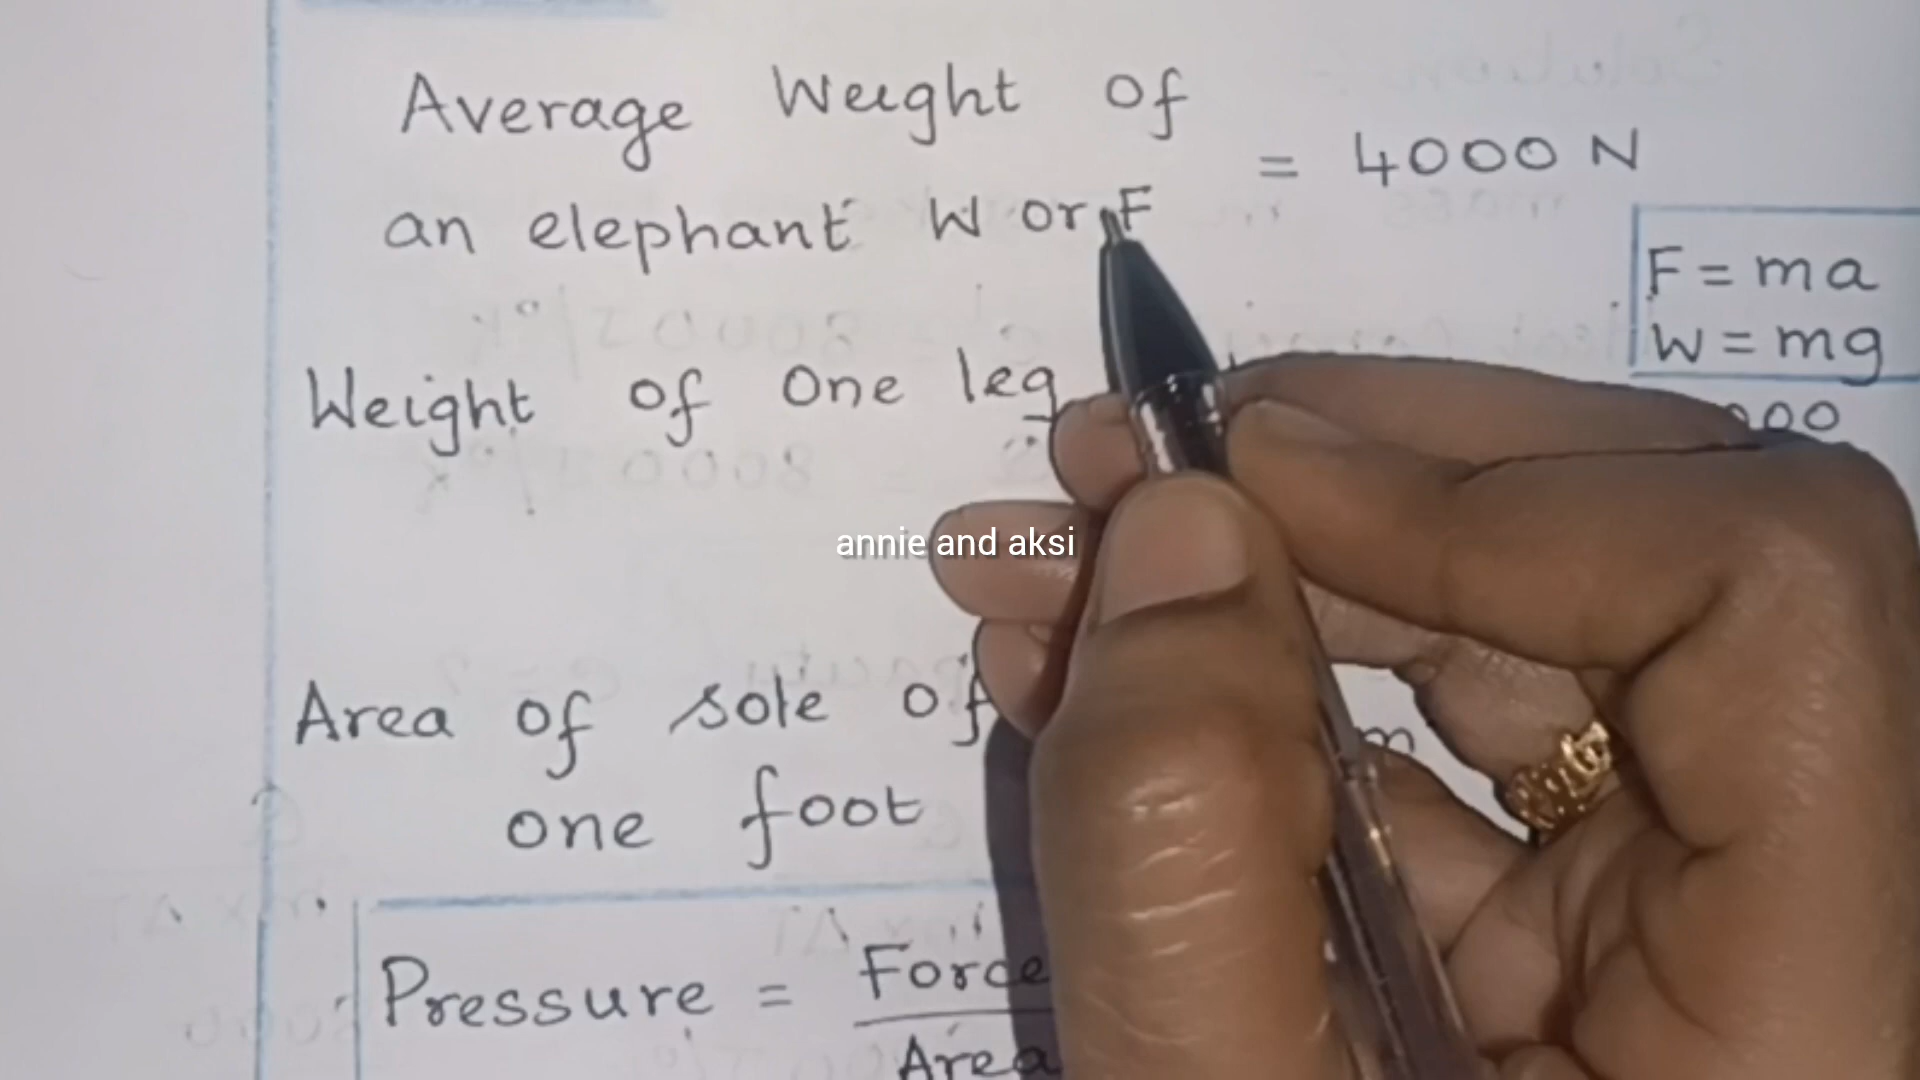 Average Weight of
an elephant W or F = 4000 N
F = ma
W = mg
Weight of One leg
annie and aksi
Area of sole of
one foot
Pressure = Force
Area